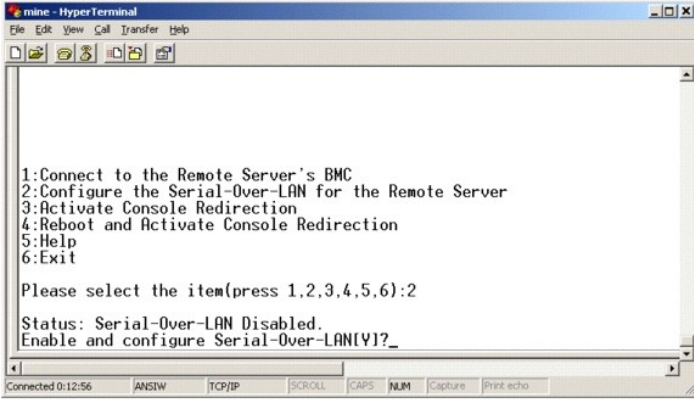 mine - HyperTerminal
File Edit View Call Transfer Help
1:Connect to the Remote Server's BMC
2:Configure the Serial-Over-LAN for the Remote Server
3:Activate Console Redirection
4:Reboot and Activate Console Redirection
5:Help
6:Exit
Please select the item(press 1,2,3,4,5,6):2
Status: Serial-Over-LAN Disabled.
Enable and configure Serial-Over-LAN[Y]?_
Connected 0:12:56 ANSIW TCP/IP SCROLL CAPS NUM Capture Print echo